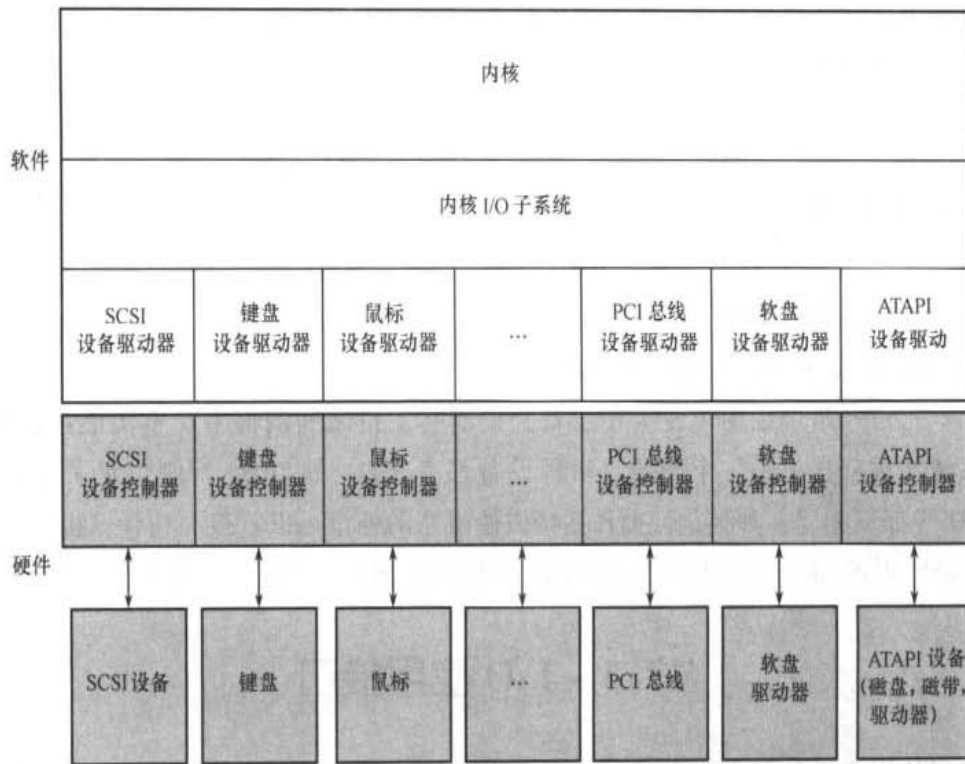 内核
软件
内核 I/O 子系统
SCSI
设备驱动器
键盘
设备驱动器
鼠标
设备驱动器
...
PCI 总线
设备驱动器
软盘
设备驱动器
ATAPI
设备驱动
SCSI
设备控制器
键盘
设备控制器
鼠标
设备控制器
...
PCI 总线
设备控制器
软盘
设备控制器
ATAPI
设备控制器
硬件
SCSI 设备
键盘
鼠标
...
PCI 总线
软盘
驱动器
ATAPI 设备
(磁盘,磁带,
驱动器)